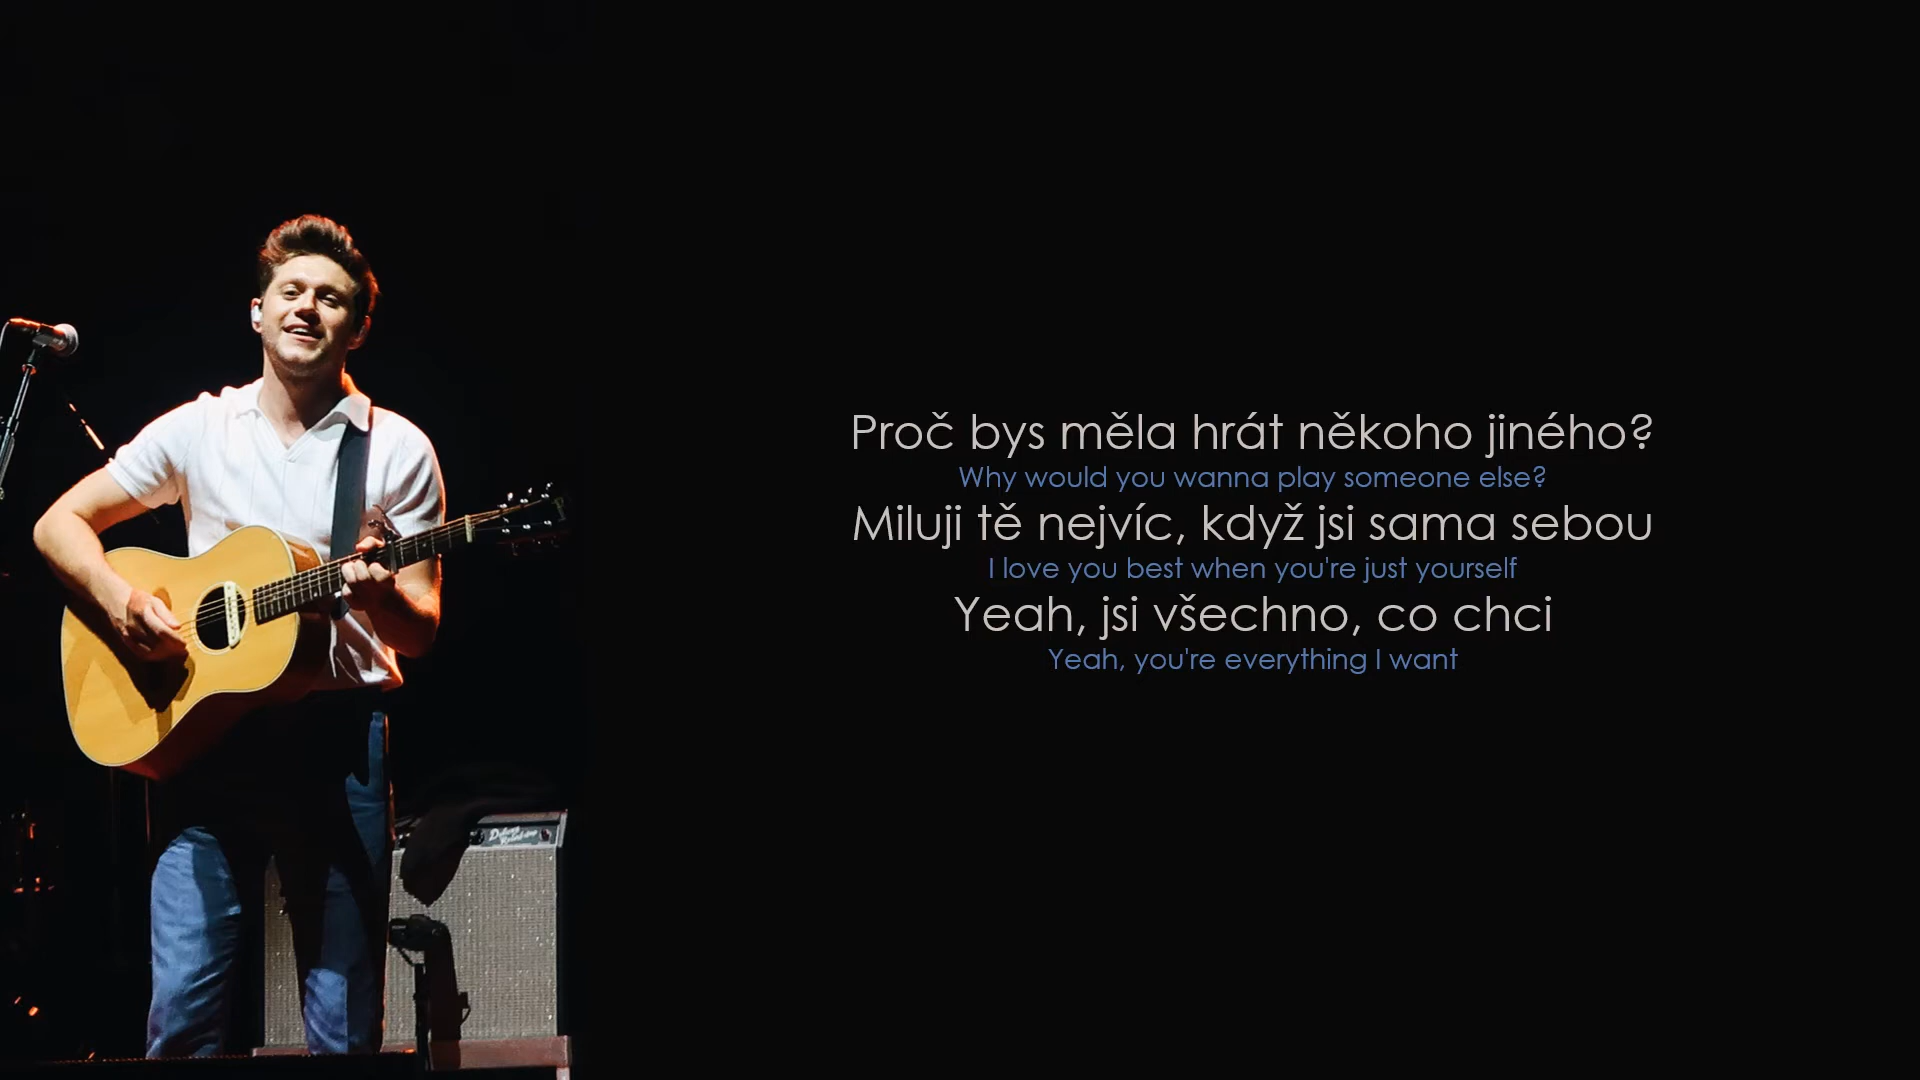 Proč bys měla hrát někoho jiného?
Why would you wanna play someone else?
Miluji tě nejvíc, když jsi sama sebou
I love you best when you're just yourself
Yeah, jsi všechno, co chci
Yeah, you're everything I want